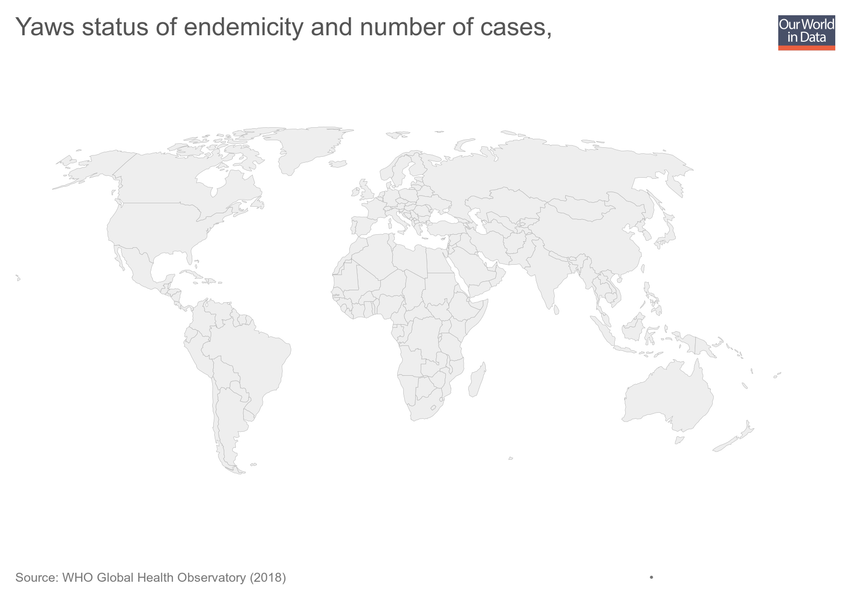 Yaws status of endemicity and number of cases,
Our World
in Data
Source: WHO Global Health Observatory (2018)
•